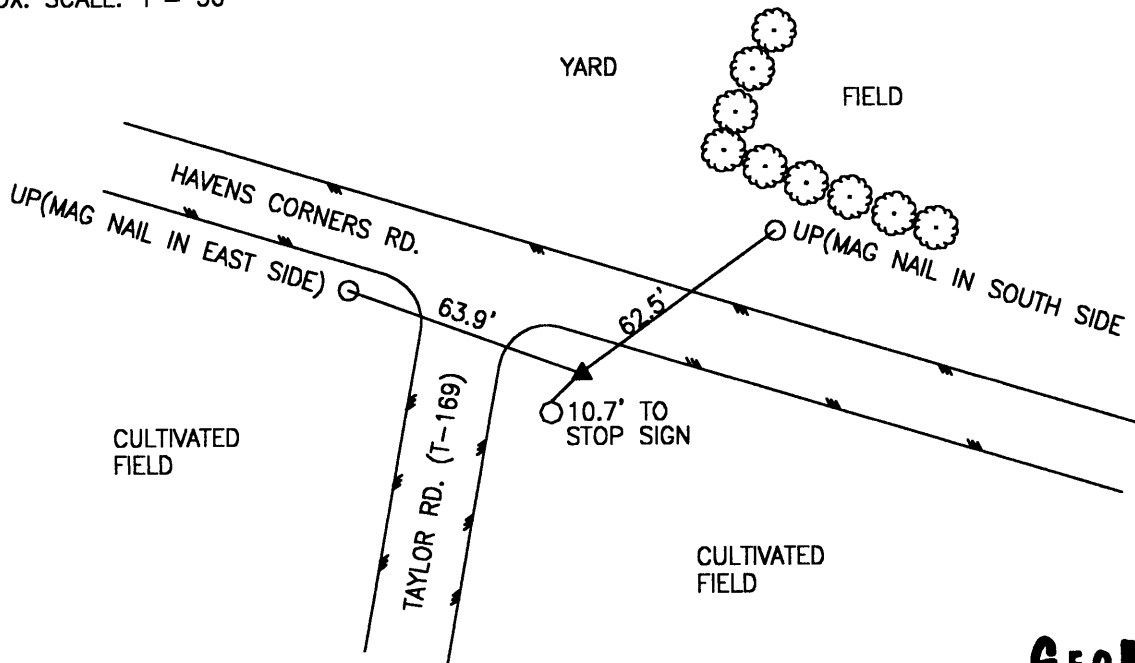 YARD
FIELD
HAVENS CORNERS RD.
UP(MAG NAIL IN EAST SIDE)
UP(MAG NAIL IN SOUTH SIDE
63.9'
62.5'
10.7' TO
STOP SIGN
TAYLOR RD. (T-169)
CULTIVATED
FIELD
CULTIVATED
FIELD